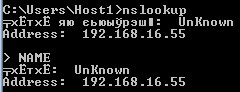 C:\Users\Host1>nslookup
╤хЁтхЁ яю єьюыўрэш■: UnKnown
Address: 192.168.16.55
> NAME
╤хЁтхЁ: UnKnown
Address: 192.168.16.55